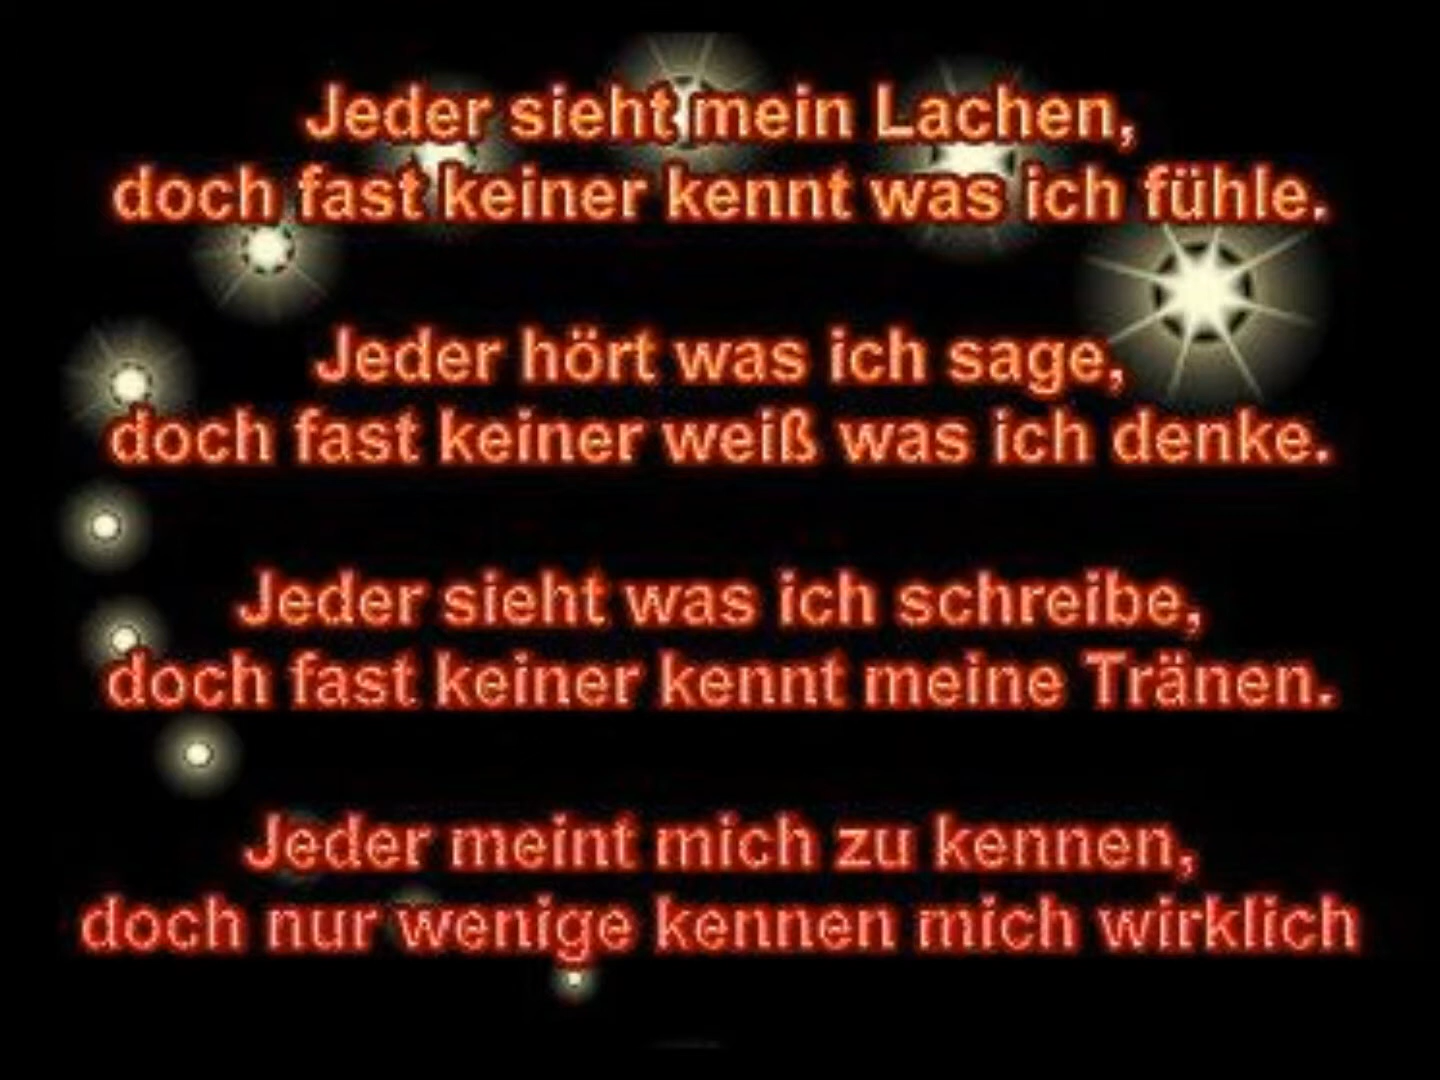 Jeder sieht mein Lachen,
doch fast keiner kennt was ich fühle.
Jeder hört was ich sage,
doch fast keiner weiß was ich denke.
Jeder sieht was ich schreibe,
doch fast keiner kennt meine Tränen.
Jeder meint mich zu kennen,
doch nur wenige kennen mich wirklich